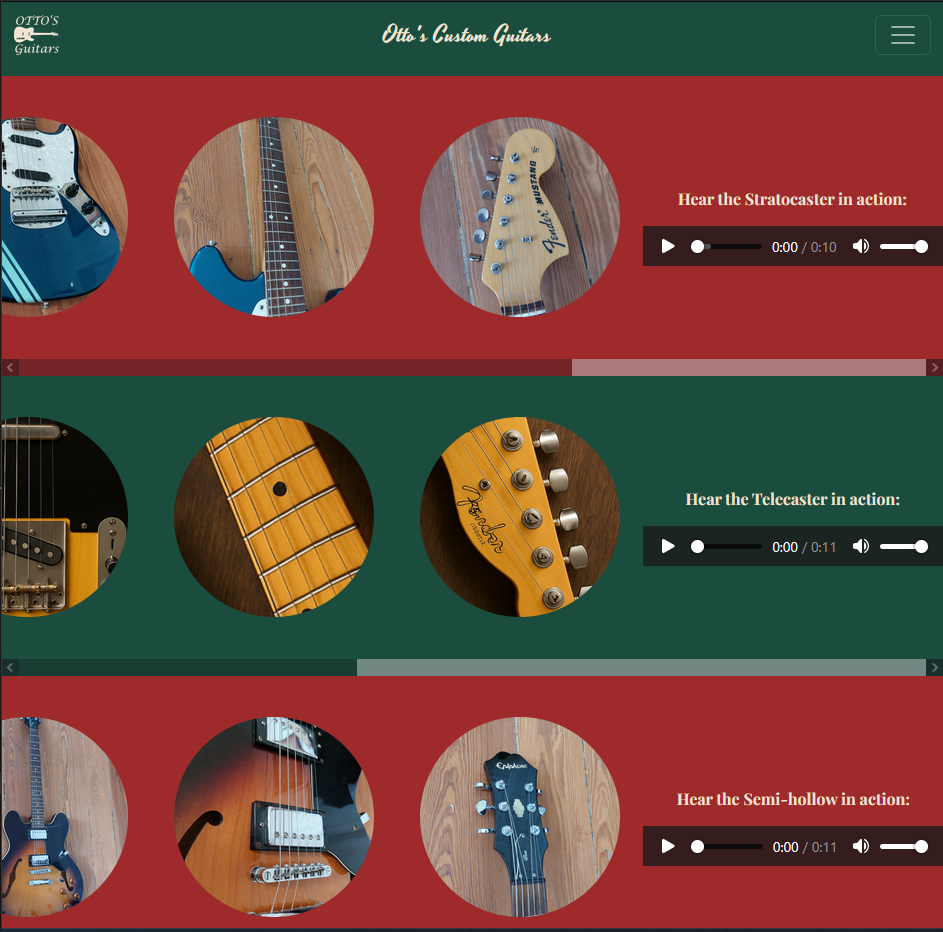 OTTO'S
Guitars
Otto's Custom Guitars
Fender MUSTANG
Hear the Stratocaster in action:
0:00 / 0:10
Hear the Telecaster in action:
0:00 / 0:11
Epiphone
Hear the Semi-hollow in action:
0:00 / 0:11